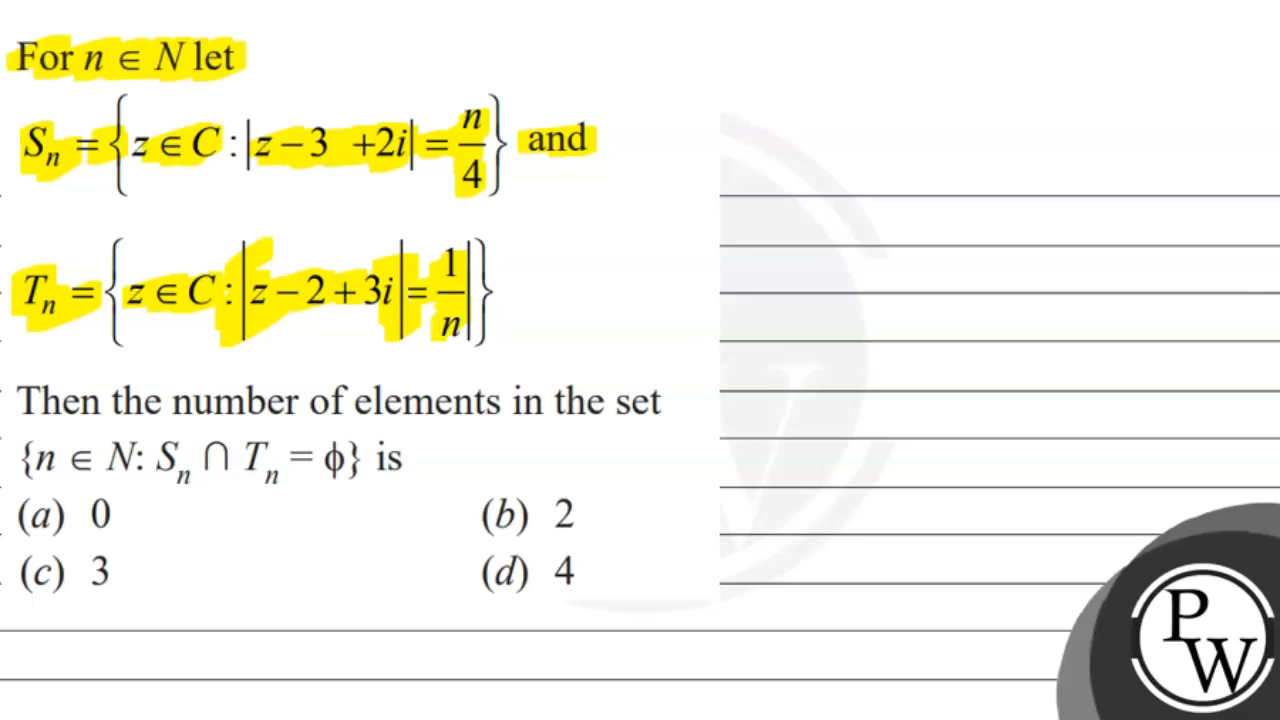 For n ∈ N let
S_n = { z ∈ C : |z − 3 +2i| = n/4 } and
T_n = { z ∈ C : |z − 2 + 3i| = 1/n| }
Then the number of elements in the set
{n ∈ N: S_n ∩ T_n = ϕ} is
(a) 0 (b) 2
(c) 3 (d) 4
P
W